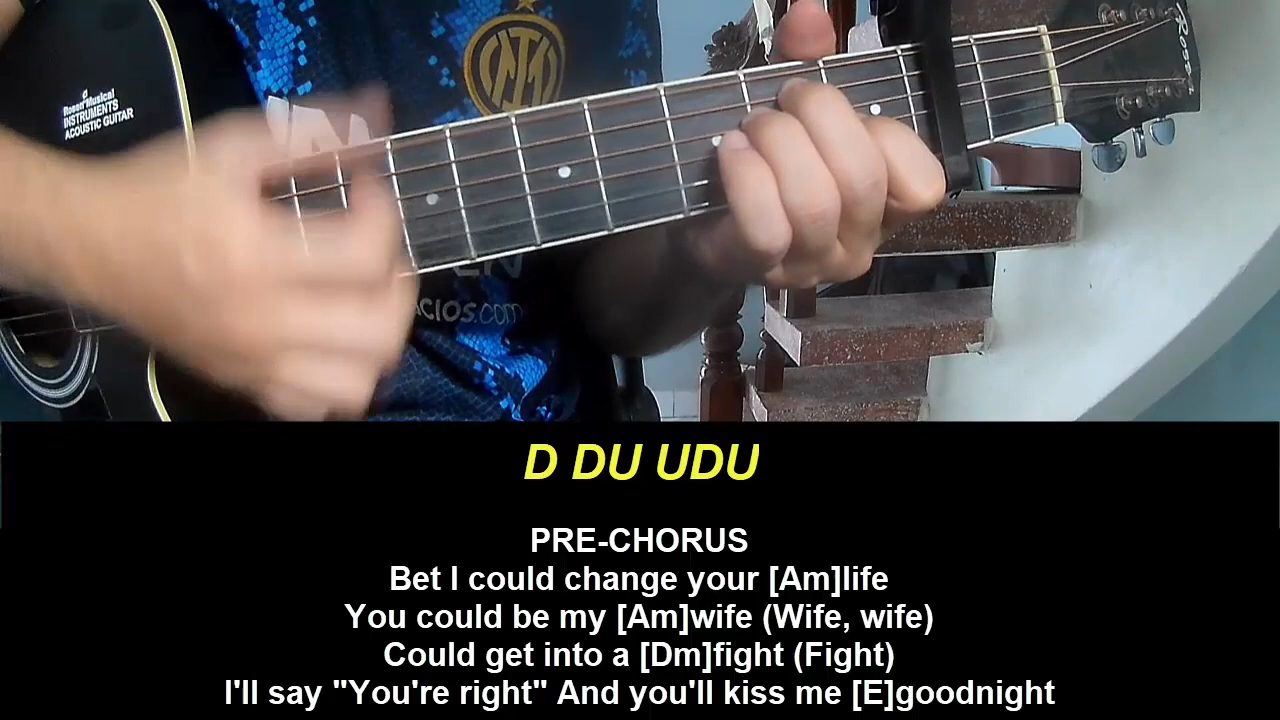 Rosen Musical
INSTRUMENTS
ACOUSTIC GUITAR
D DU UDU
PRE-CHORUS
Bet I could change your [Am]life
You could be my [Am]wife (Wife, wife)
Could get into a [Dm]fight (Fight)
I'll say "You're right" And you'll kiss me [E]goodnight